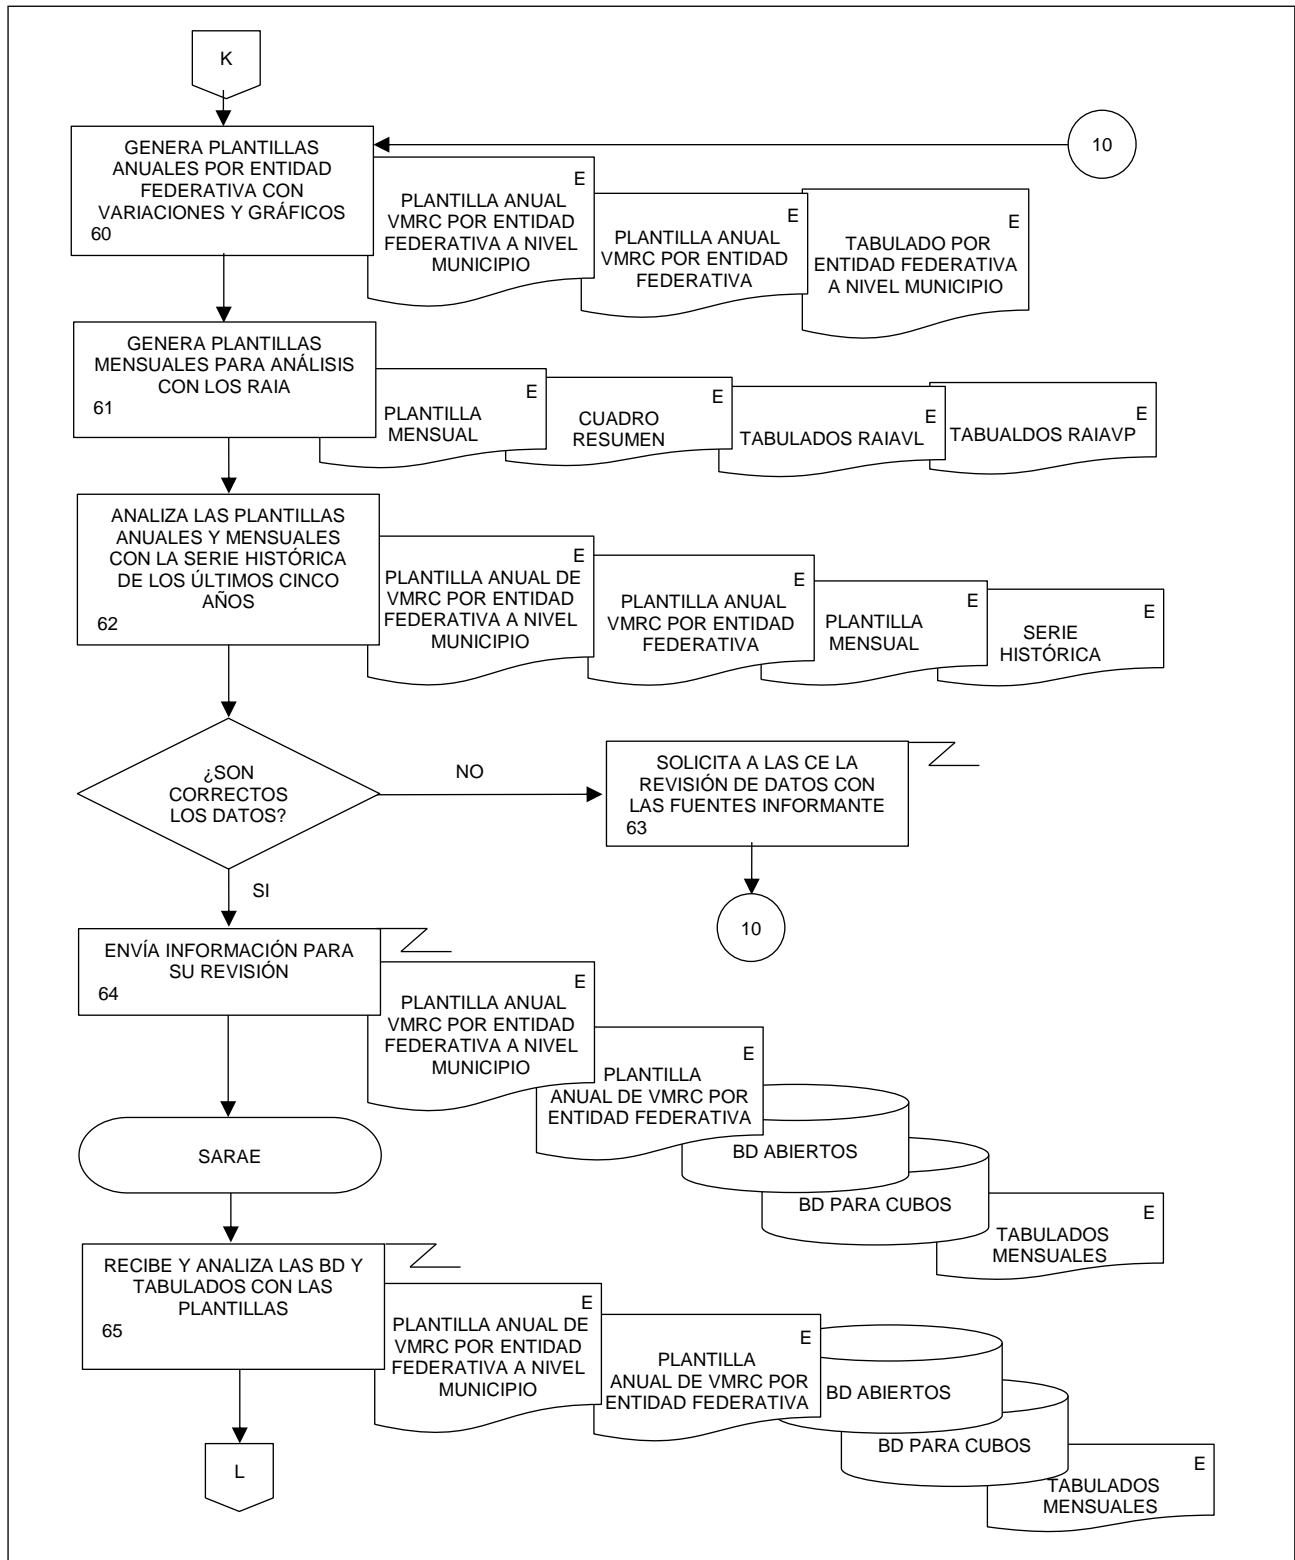 K
10
GENERA PLANTILLAS
ANUALES POR ENTIDAD
FEDERATIVA CON
VARIACIONES Y GRÁFICOS
60
E
PLANTILLA ANUAL
VMRC POR ENTIDAD
FEDERATIVA A NIVEL
MUNICIPIO
E
PLANTILLA ANUAL
VMRC POR ENTIDAD
FEDERATIVA
E
TABULADO POR
ENTIDAD FEDERATIVA
A NIVEL MUNICIPIO
GENERA PLANTILLAS
MENSUALES PARA ANÁLISIS
CON LOS RAIA
61
E
PLANTILLA
MENSUAL
E
CUADRO
RESUMEN
E
TABULADOS RAIAVL
E
TABUALDOS RAIAVP
ANALIZA LAS PLANTILLAS
ANUALES Y MENSUALES
CON LA SERIE HISTÓRICA
DE LOS ÚLTIMOS CINCO
AÑOS
62
E
PLANTILLA ANUAL DE
VMRC POR ENTIDAD
FEDERATIVA A NIVEL
MUNICIPIO
E
PLANTILLA ANUAL
VMRC POR ENTIDAD
FEDERATIVA
E
PLANTILLA
MENSUAL
E
SERIE
HISTÓRICA
¿SON
CORRECTOS
LOS DATOS?
NO
SOLICITA A LAS CE LA
REVISIÓN DE DATOS CON
LAS FUENTES INFORMANTE
63
10
SI
ENVÍA INFORMACIÓN PARA
SU REVISIÓN
64
E
PLANTILLA ANUAL
VMRC POR ENTIDAD
FEDERATIVA A NIVEL
MUNICIPIO
E
PLANTILLA
ANUAL DE VMRC POR
ENTIDAD FEDERATIVA
BD ABIERTOS
BD PARA CUBOS
E
TABULADOS
MENSUALES
SARAE
RECIBE Y ANALIZA LAS BD Y
TABULADOS CON LAS
PLANTILLAS
65
E
PLANTILLA ANUAL DE
VMRC POR ENTIDAD
FEDERATIVA A NIVEL
MUNICIPIO
E
PLANTILLA
ANUAL DE VMRC POR
ENTIDAD FEDERATIVA
BD ABIERTOS
BD PARA CUBOS
E
TABULADOS
MENSUALES
L